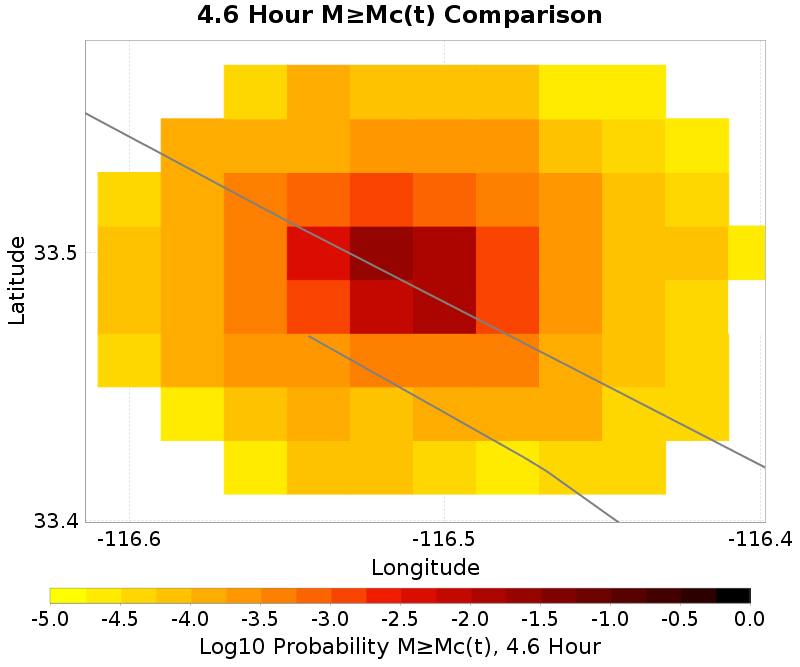 4.6 Hour M≥Mc(t) Comparison
Latitude
33.5
33.4
-116.6 -116.5 -116.4
Longitude
-5.0 -4.5 -4.0 -3.5 -3.0 -2.5 -2.0 -1.5 -1.0 -0.5 0.0
Log10 Probability M≥Mc(t), 4.6 Hour